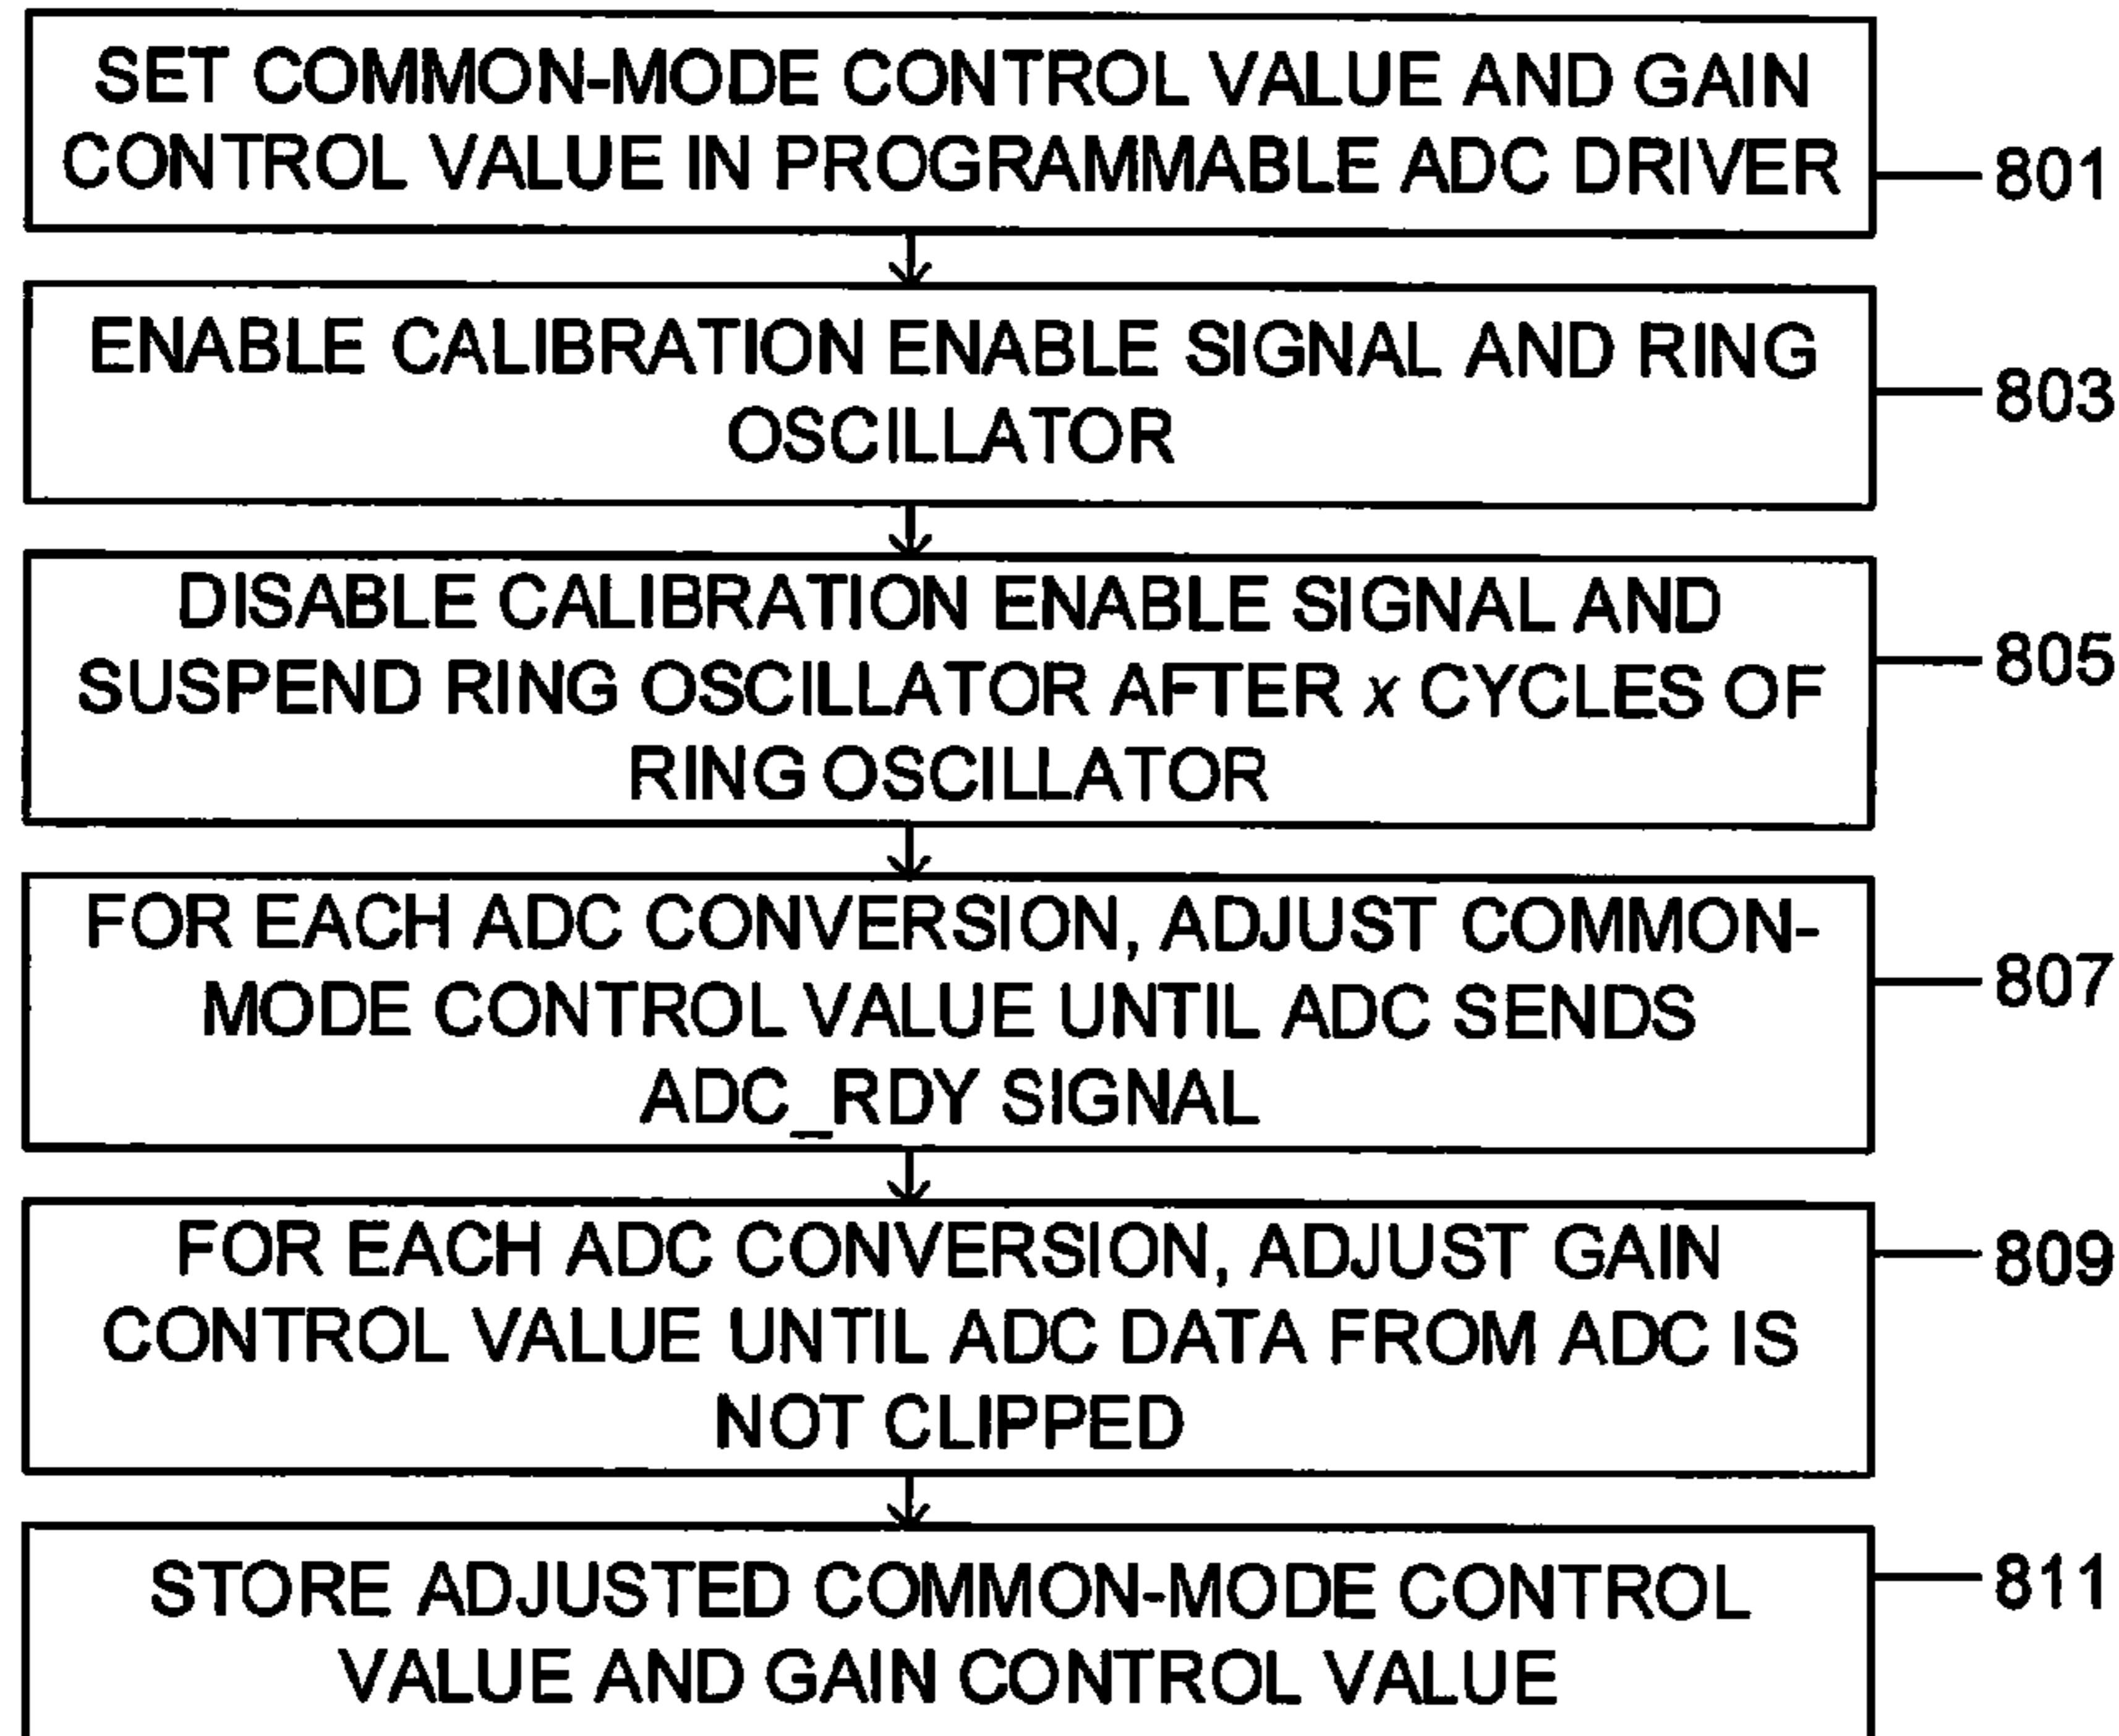 SET COMMON-MODE CONTROL VALUE AND GAIN
CONTROL VALUE IN PROGRAMMABLE ADC DRIVER
801
ENABLE CALIBRATION ENABLE SIGNAL AND RING
OSCILLATOR
803
DISABLE CALIBRATION ENABLE SIGNAL AND
SUSPEND RING OSCILLATOR AFTER x CYCLES OF
RING OSCILLATOR
805
FOR EACH ADC CONVERSION, ADJUST COMMON-
MODE CONTROL VALUE UNTIL ADC SENDS
ADC_RDY SIGNAL
807
FOR EACH ADC CONVERSION, ADJUST GAIN
CONTROL VALUE UNTIL ADC DATA FROM ADC IS
NOT CLIPPED
809
STORE ADJUSTED COMMON-MODE CONTROL
VALUE AND GAIN CONTROL VALUE
811